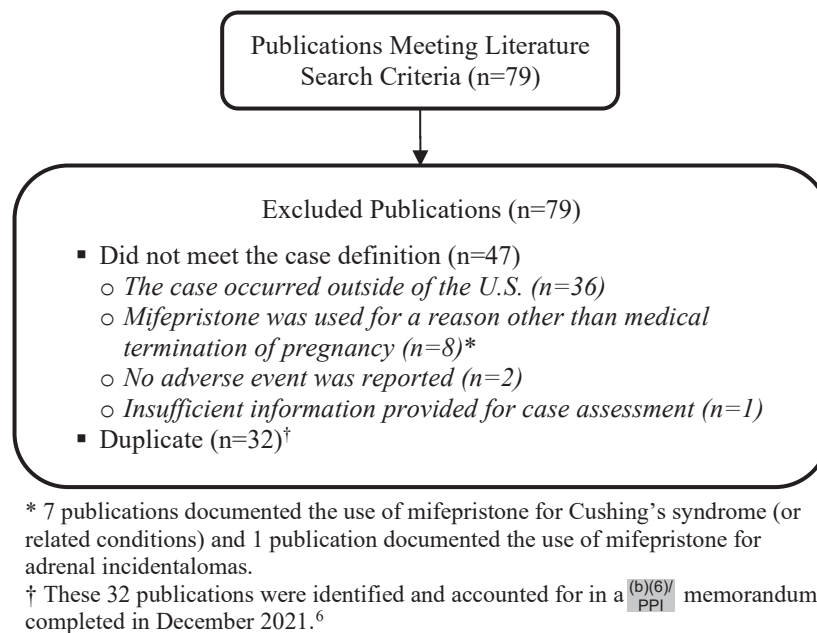 Publications Meeting Literature
Search Criteria (n=79)
Excluded Publications (n=79)
▪ Did not meet the case definition (n=47)
o The case occurred outside of the U.S. (n=36)
o Mifepristone was used for a reason other than medical
termination of pregnancy (n=8)*
o No adverse event was reported (n=2)
o Insufficient information provided for case assessment (n=1)
▪ Duplicate (n=32)†
* 7 publications documented the use of mifepristone for Cushing’s syndrome (or
related conditions) and 1 publication documented the use of mifepristone for
adrenal incidentalomas.
† These 32 publications were identified and accounted for in a (b)(6)/ PPI memorandum
completed in December 2021.⁶